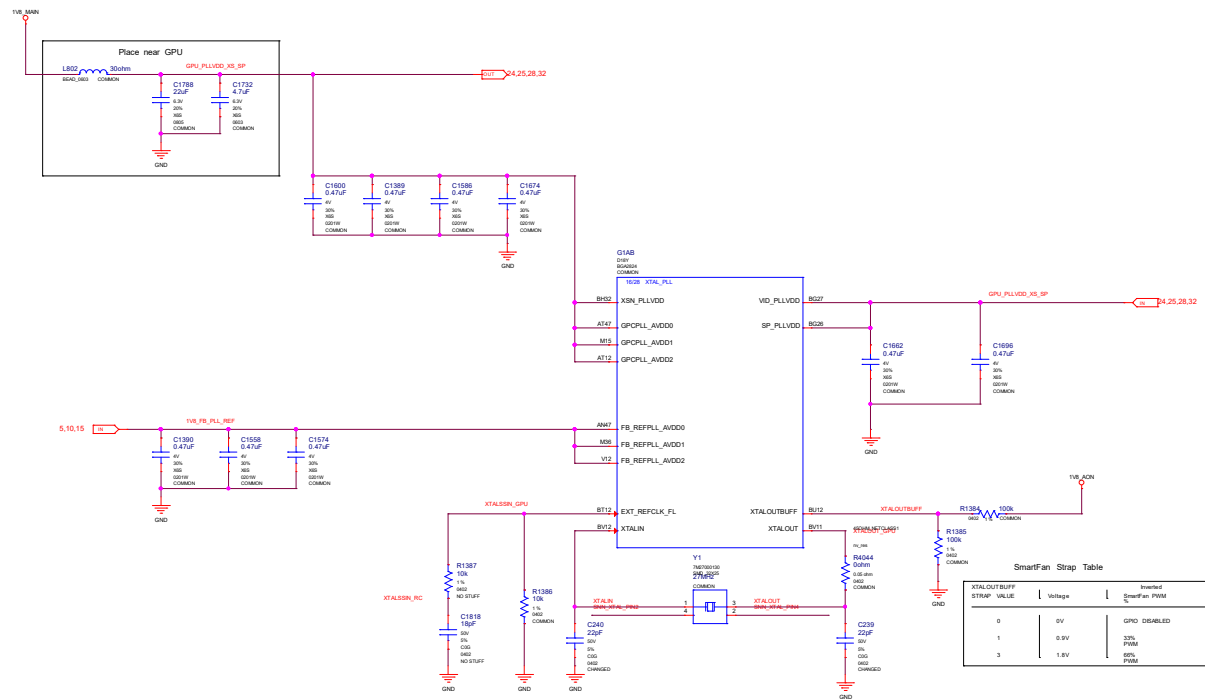 1V8_MAIN
Place near GPU
L802 30ohm
BEAD_0603 COMMON
GPU_PLLVDD_XS_SP
OUT 24,25,28,32
C1788
22uF
6.3V
20%
X6S
0805
COMMON
C1732
4.7uF
6.3V
20%
X6S
0603
COMMON
GND
C1600
0.47uF
4V
30%
X6S
0201W
COMMON
C1389
0.47uF
4V
30%
X6S
0201W
COMMON
C1586
0.47uF
4V
30%
X6S
0201W
COMMON
C1674
0.47uF
4V
30%
X6S
0201W
COMMON
GND
G1AB
BGA2824
COMMON
16/28 XTAL_PLL
BH32 XSN_PLLVDD
AT47 GPCPLL_AVDD0
M15 GPCPLL_AVDD1
AT12 GPCPLL_AVDD2
AN47 FB_REFPLL_AVDD0
M36 FB_REFPLL_AVDD1
V12 FB_REFPLL_AVDD2
BT12 EXT_REFCLK_FL
BV12 XTALIN
VID_PLLVDD BG27
SP_PLLVDD BG26
XTALOUTBUFF BU12
XTALOUT BV11
GPU_PLLVDD_XS_SP
IN 24,25,28,32
C1662
0.47uF
4V
30%
X6S
0201W
COMMON
C1696
0.47uF
4V
30%
X6S
0201W
COMMON
GND
5,10,15 IN
1V8_FB_PLL_REF
C1390
0.47uF
4V
30%
X6S
0201W
COMMON
C1558
0.47uF
4V
30%
X6S
0201W
COMMON
C1574
0.47uF
4V
30%
X6S
0201W
COMMON
GND
XTALSSIN_GPU
R1387
10k
1 %
0402
NO STUFF
XTALSSIN_RC
C1818
18pF
50V
5%
C0G
0402
NO STUFF
GND
R1386
10k
1 %
0402
COMMON
GND
XTALIN
SNN_XTAL_PIN2
C240
22pF
50V
5%
C0G
0402
CHANGED
GND
Y1
7M27000130
27MHz
COMMON
1
4
3
2
XTALOUT
SNN_XTAL_PIN4
XTALOUT_GPU
R4044
0ohm
0.05 ohm
0402
COMMON
C239
22pF
50V
5%
C0G
0402
CHANGED
GND
XTALOUTBUFF
R1384 100k
0402 1 % COMMON
1V8_AON
R1385
100k
1 %
0402
COMMON
GND
SmartFan Strap Table
XTALOUTBUFF Inverted
STRAP VALUE Voltage SmartFan PWM
%
0 0V GPIO DISABLED
1 0.9V 33%
PWM
3 1.8V 66%
PWM